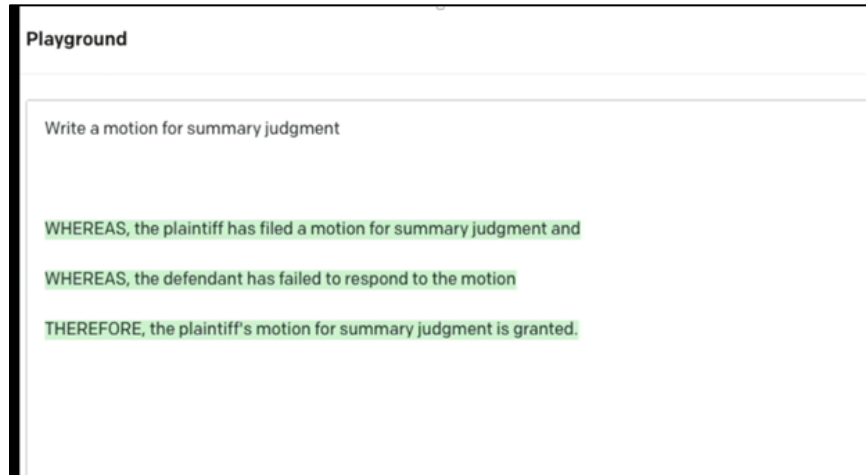 Playground
Write a motion for summary judgment
WHEREAS, the plaintiff has filed a motion for summary judgment and
WHEREAS, the defendant has failed to respond to the motion
THEREFORE, the plaintiff's motion for summary judgment is granted.